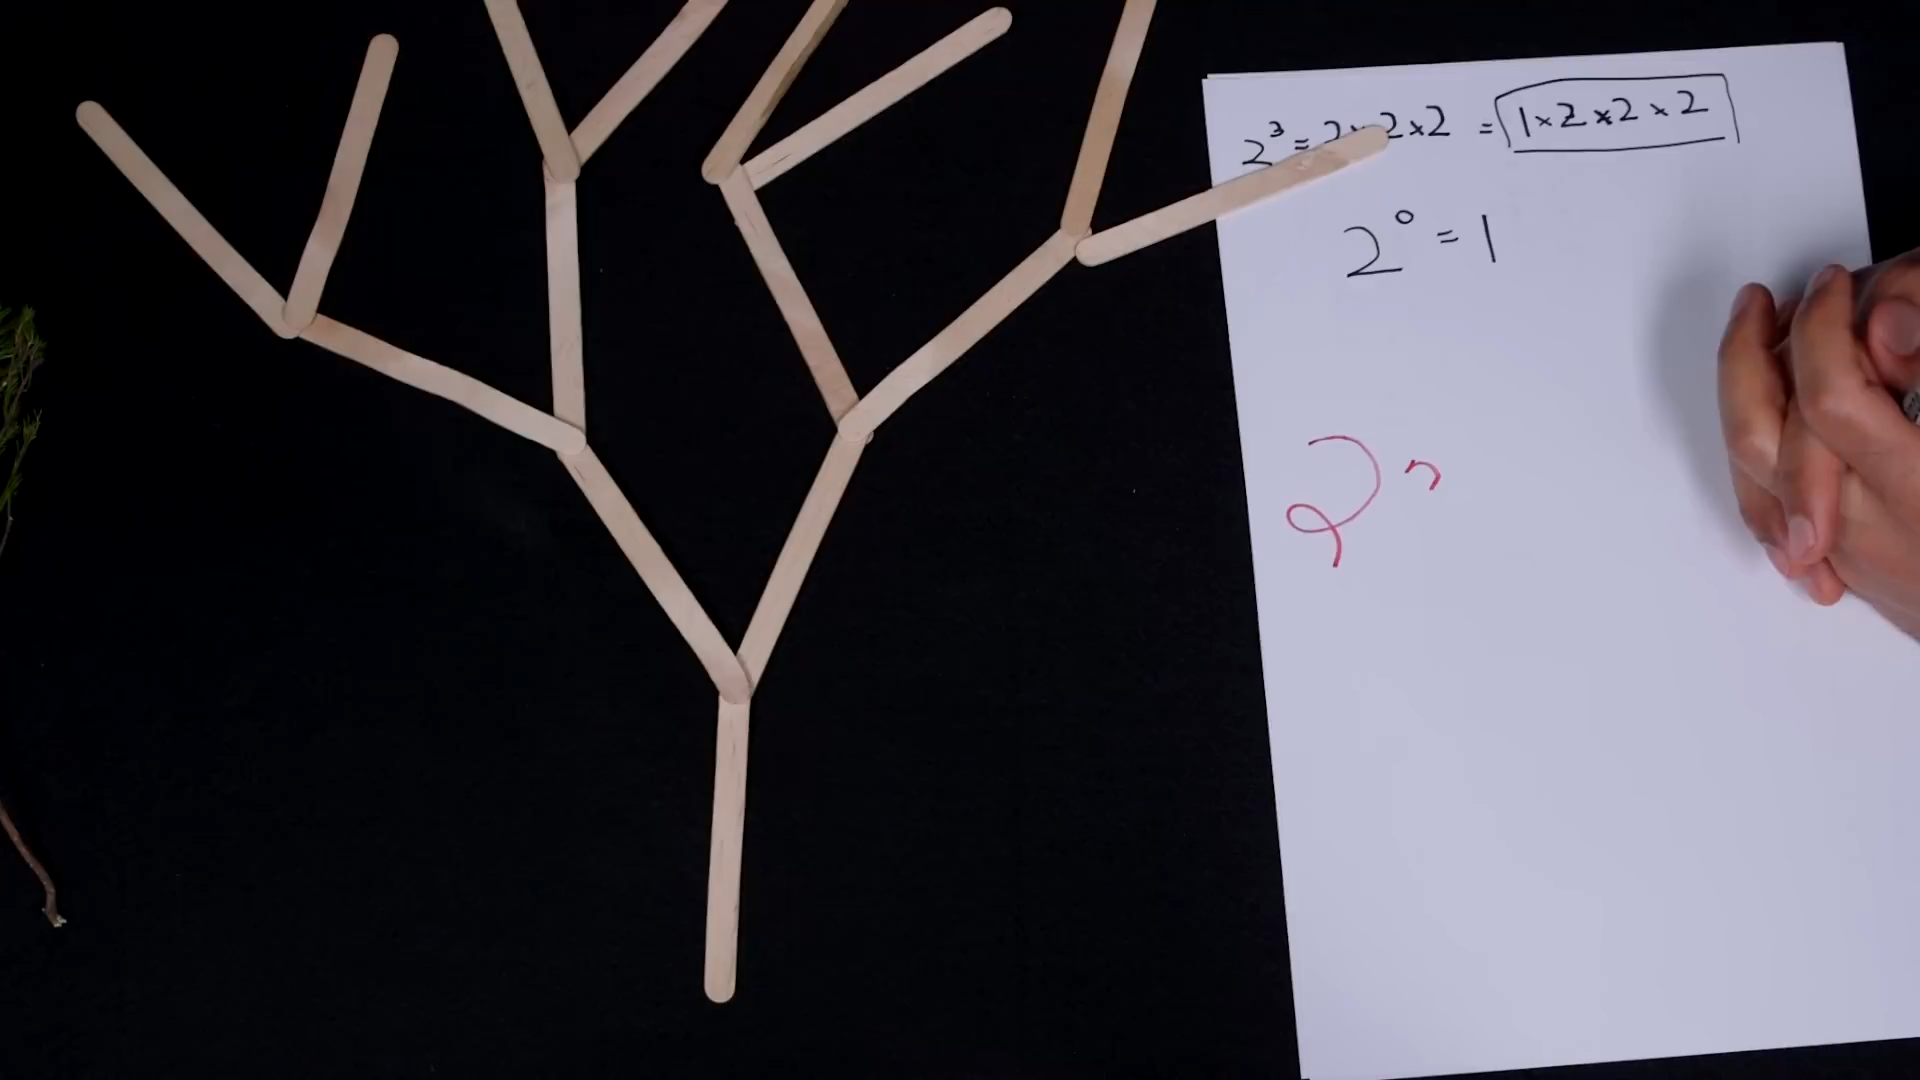 2³ = 2×2×2 = 1×2×2×2
2⁰ = 1
2ⁿ